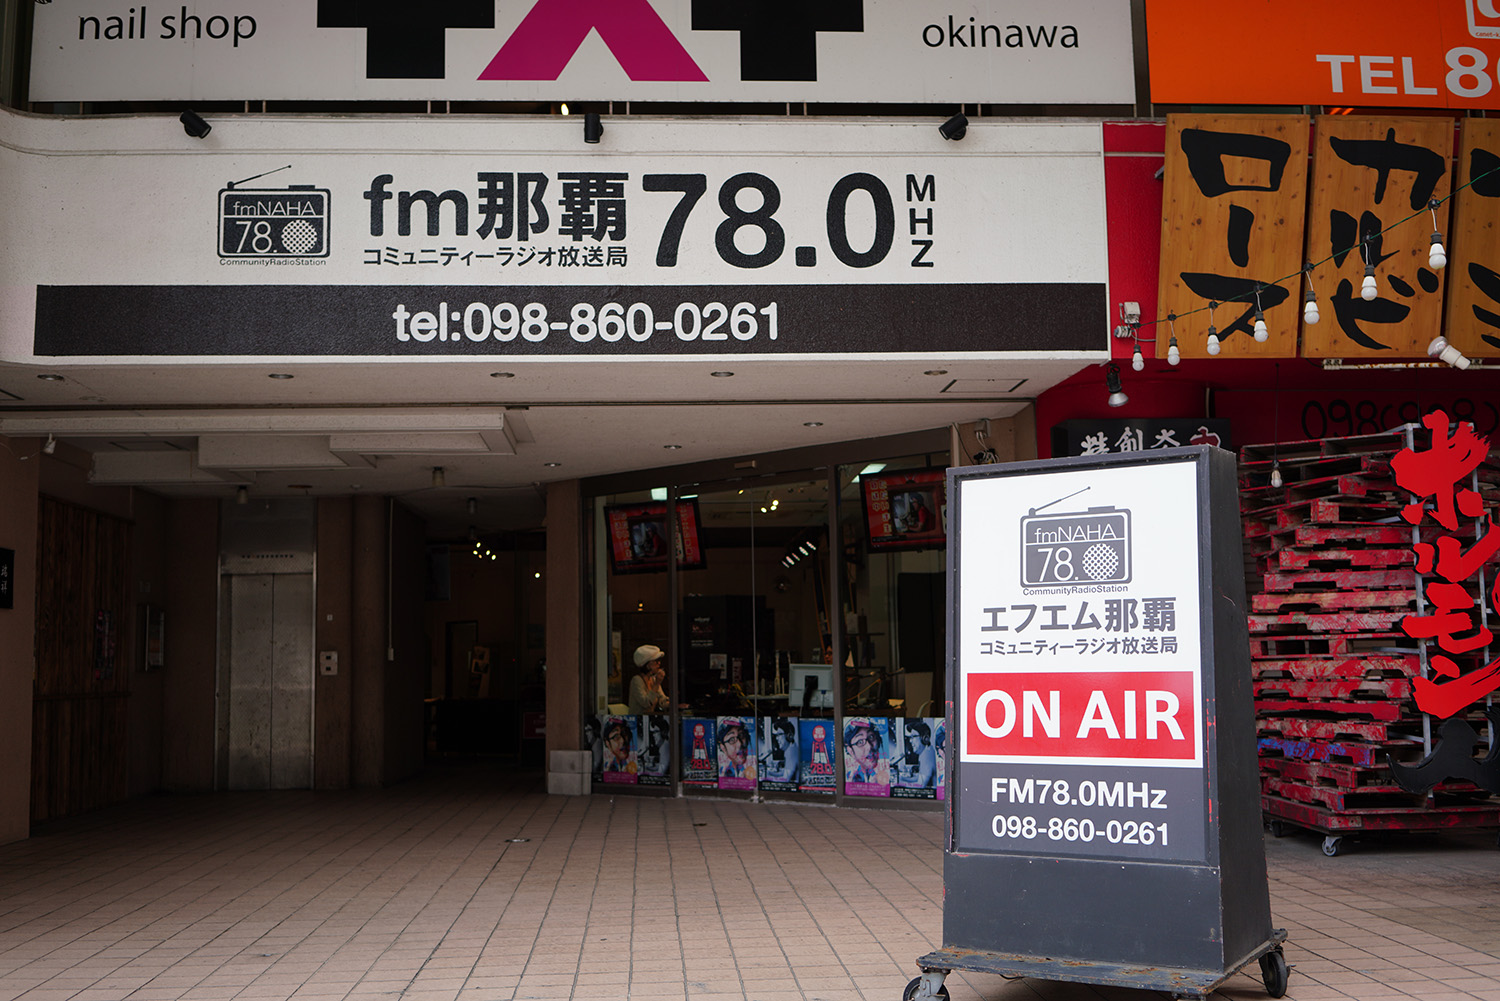 nail shop
okinawa
TEL 86
fmNAHA
78.
CommunityRadioStation
fm那覇
コミュニティーラジオ放送局
78.0
MHZ
tel:098-860-0261
ロース
カルビ
ホルモン
fmNAHA
78.
CommunityRadioStation
エフエム那覇
コミュニティーラジオ放送局
ON AIR
FM78.0MHz
098-860-0261